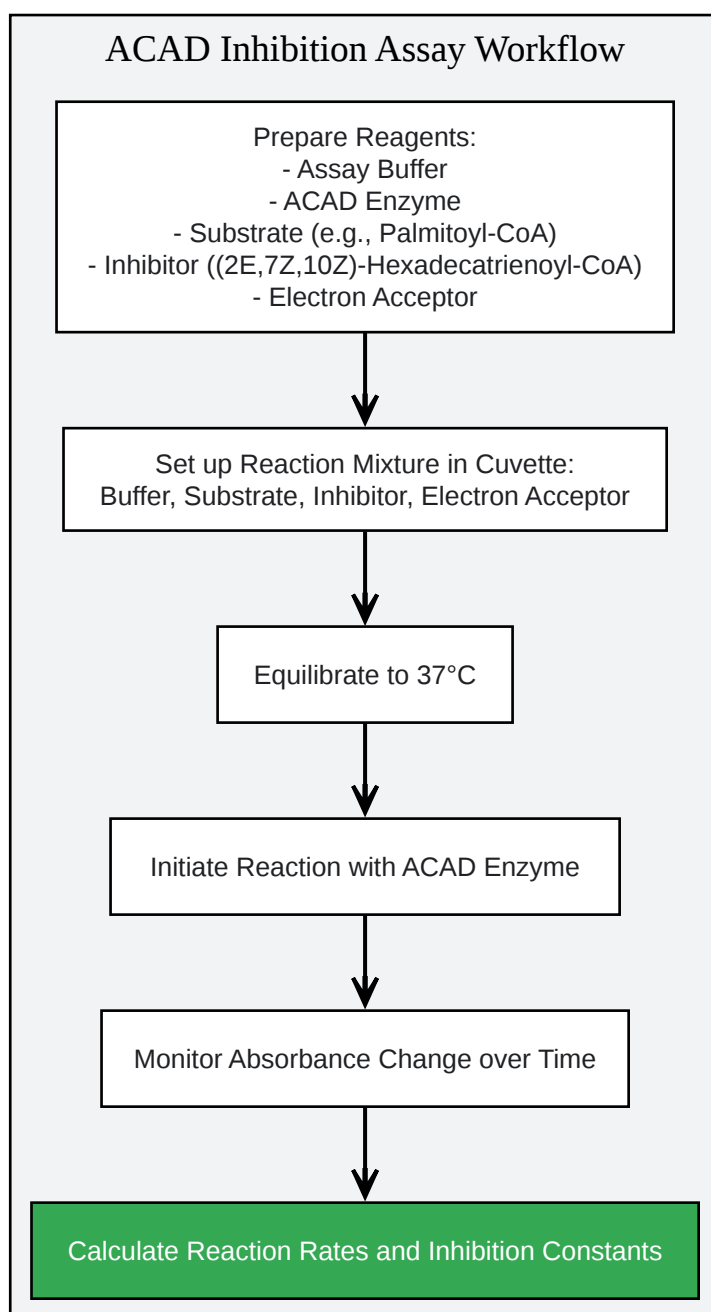 ACAD Inhibition Assay Workflow
Prepare Reagents:
- Assay Buffer
- ACAD Enzyme
- Substrate (e.g., Palmitoyl-CoA)
- Inhibitor ((2E,7Z,10Z)-Hexadecatrienoyl-CoA)
- Electron Acceptor
Set up Reaction Mixture in Cuvette:
Buffer, Substrate, Inhibitor, Electron Acceptor
Equilibrate to 37°C
Initiate Reaction with ACAD Enzyme
Monitor Absorbance Change over Time
Calculate Reaction Rates and Inhibition Constants